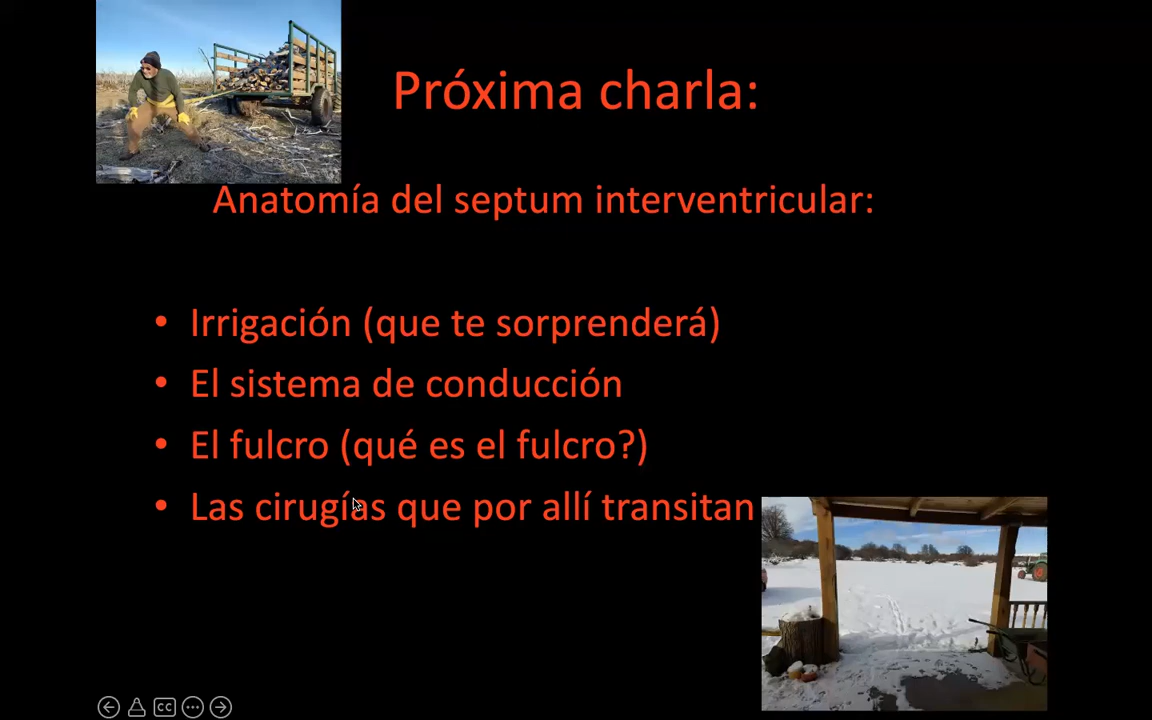 Próxima charla:
Anatomía del septum interventricular:
• Irrigación (que te sorprenderá)
• El sistema de conducción
• El fulcro (qué es el fulcro?)
• Las cirugías que por allí transitan
CC